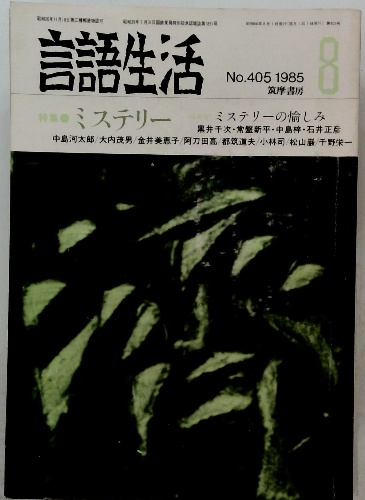 言語生活
No.405 1985
筑摩書房
8
特集●ミステリー
ミステリーの愉しみ
黒井千次・常盤新平・中島梓・石井正彦
中島河太郎/大内茂男/金井美恵子/阿刀田高/都筑道夫/小林司/松山巖/千野栄一